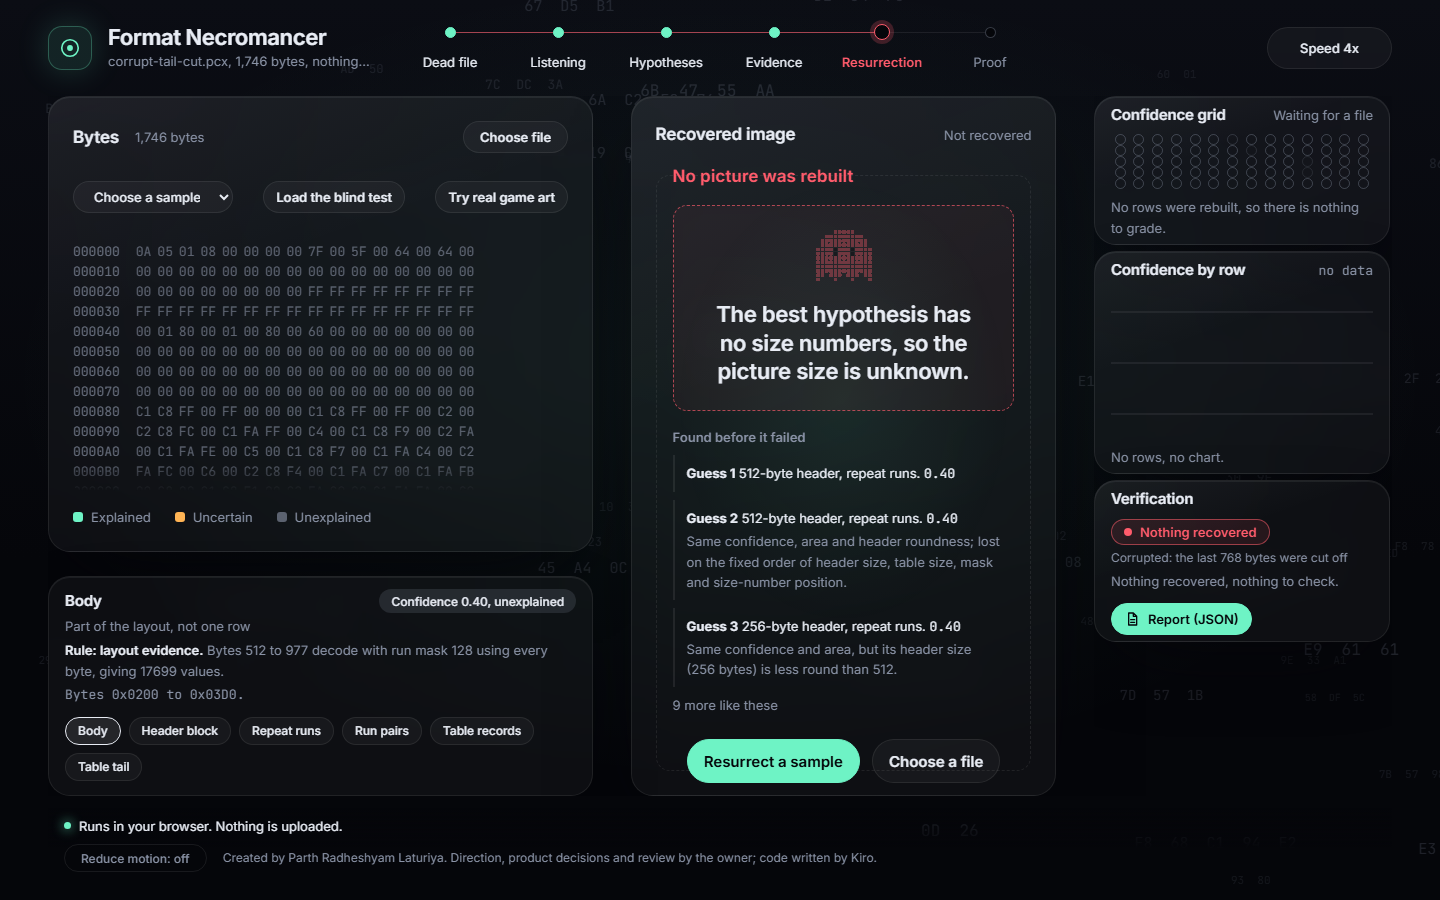 Format Necromancer
corrupt-tail-cut.pcx, 1,746 bytes, nothing...
Dead file
Listening
Hypotheses
Evidence
Resurrection
Proof
Speed 4x
Bytes
1,746 bytes
Choose file
Choose a sample
Load the blind test
Try real game art
000000 0A 05 01 08 00 00 00 00 7F 00 5F 00 64 00 64 00
000010 00 00 00 00 00 00 00 00 00 00 00 00 00 00 00 00
000020 00 00 00 00 00 00 00 00 FF FF FF FF FF FF FF FF
000030 FF FF FF FF FF FF FF FF FF FF FF FF FF FF FF FF
000040 00 01 80 00 01 00 80 00 60 00 00 00 00 00 00 00
000050 00 00 00 00 00 00 00 00 00 00 00 00 00 00 00 00
000060 00 00 00 00 00 00 00 00 00 00 00 00 00 00 00 00
000070 00 00 00 00 00 00 00 00 00 00 00 00 00 00 00 00
000080 C1 C8 FF 00 FF 00 00 00 C1 C8 FF 00 FF 00 C2 00
000090 C2 C8 FC 00 C1 FA FF 00 C4 00 C1 C8 F9 00 C2 FA
0000A0 00 C1 FA FE 00 C5 00 C1 C8 F7 00 C1 FA C4 00 C2
0000B0 FA FC 00 C6 00 C2 C8 F4 00 C1 FA C7 00 C1 FA FB
Explained
Uncertain
Unexplained
Body
Confidence 0.40, unexplained
Part of the layout, not one row
Rule: layout evidence. Bytes 512 to 977 decode with run mask 128 using every
byte, giving 17699 values.
Bytes 0x0200 to 0x03D0.
Body
Header block
Repeat runs
Run pairs
Table records
Table tail
Recovered image
Not recovered
No picture was rebuilt
The best hypothesis has
no size numbers, so the
picture size is unknown.
Found before it failed
Guess 1 512-byte header, repeat runs. 0.40
Guess 2 512-byte header, repeat runs. 0.40
Same confidence, area and header roundness; lost
on the fixed order of header size, table size, mask
and size-number position.
Guess 3 256-byte header, repeat runs. 0.40
Same confidence and area, but its header size
(256 bytes) is less round than 512.
9 more like these
Resurrect a sample
Choose a file
Confidence grid
Waiting for a file
No rows were rebuilt, so there is nothing
to grade.
Confidence by row
no data
No rows, no chart.
Verification
Nothing recovered
Corrupted: the last 768 bytes were cut off
Nothing recovered, nothing to check.
Report (JSON)
Runs in your browser. Nothing is uploaded.
Reduce motion: off
Created by Parth Radheshyam Laturiya. Direction, product decisions and review by the owner; code written by Kiro.
67 D5 B1
7C DC 3A
6B 47 55 AA
45 A4 0C
E9 61 61
7D 57 1B
0D 26
E3